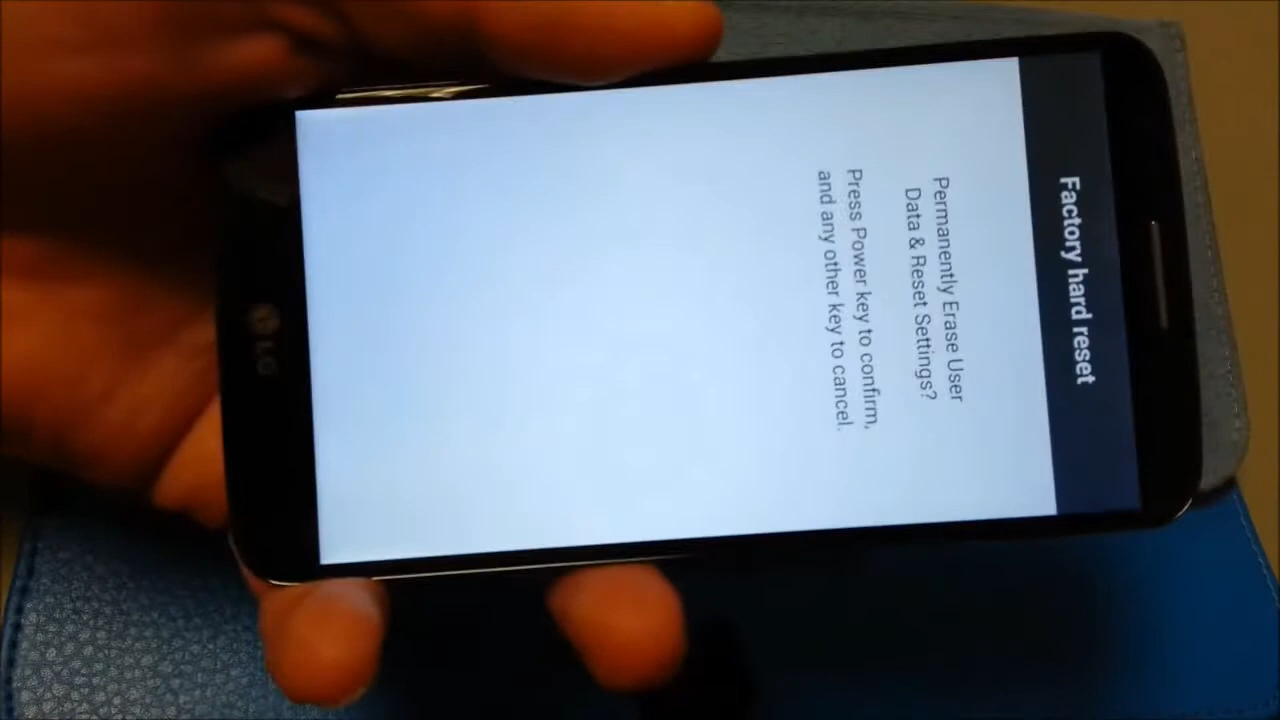 Factory hard reset
Permanently Erase User
Data & Reset Settings?
Press Power key to confirm,
and any other key to cancel.
LG